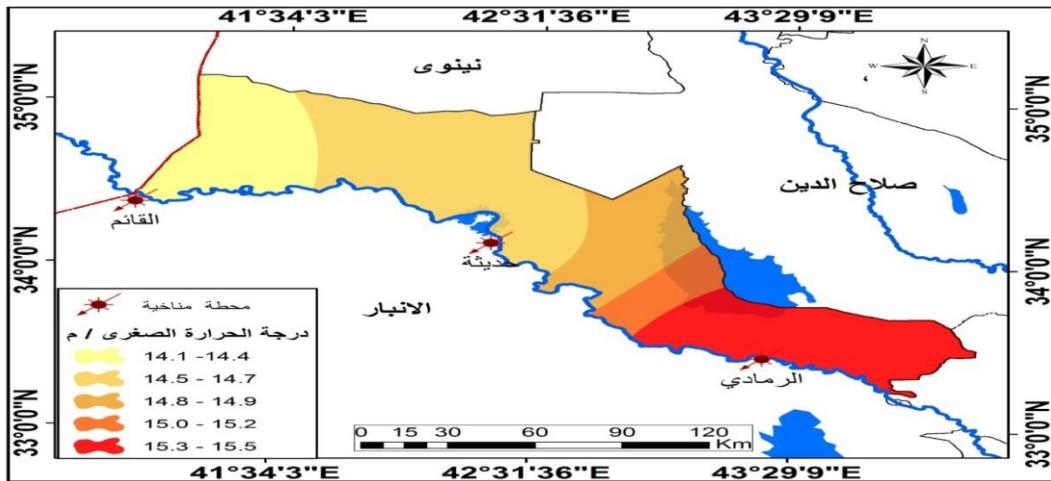 41°34'3"E 42°31'36"E 43°29'9"E
35°0'0"N
34°0'0"N
33°0'0"N
35°0'0"N
34°0'0"N
33°0'0"N
N
W E
S
نينوى
صلاح الدين
القائم
حديثة
الانبار
الرمادي
محطة مناخية
درجة الحرارة الصغرى / م
14.1 -14.4
14.5 - 14.7
14.8 - 14.9
15.0 - 15.2
15.3 - 15.5
0 15 30 60 90 120
Km
41°34'3"E 42°31'36"E 43°29'9"E